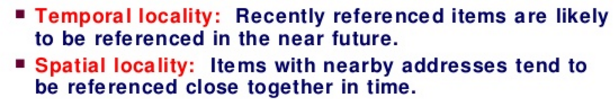 Temporal locality: Recently referenced items are likely
to be referenced in the near future.
Spatial locality: Items with nearby addresses tend to
be referenced close together in time.